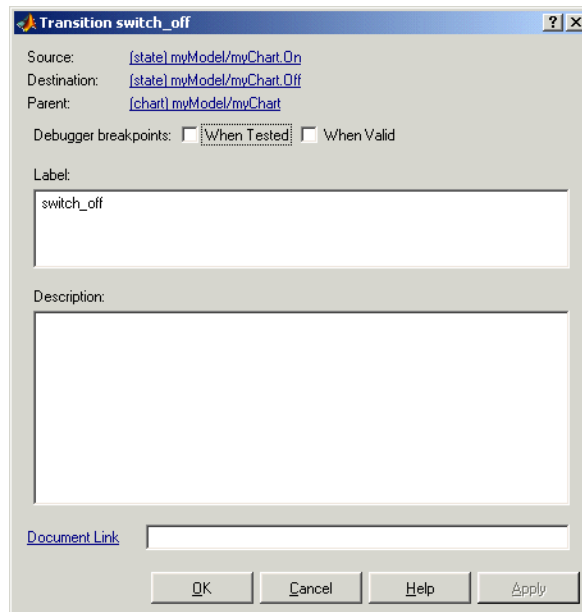 Transition switch_off
Source: (state) myModel/myChart.On
Destination: (state) myModel/myChart.Off
Parent: (chart) myModel/myChart
Debugger breakpoints: When Tested When Valid
Label:
switch_off
Description:
Document Link
OK Cancel Help Apply